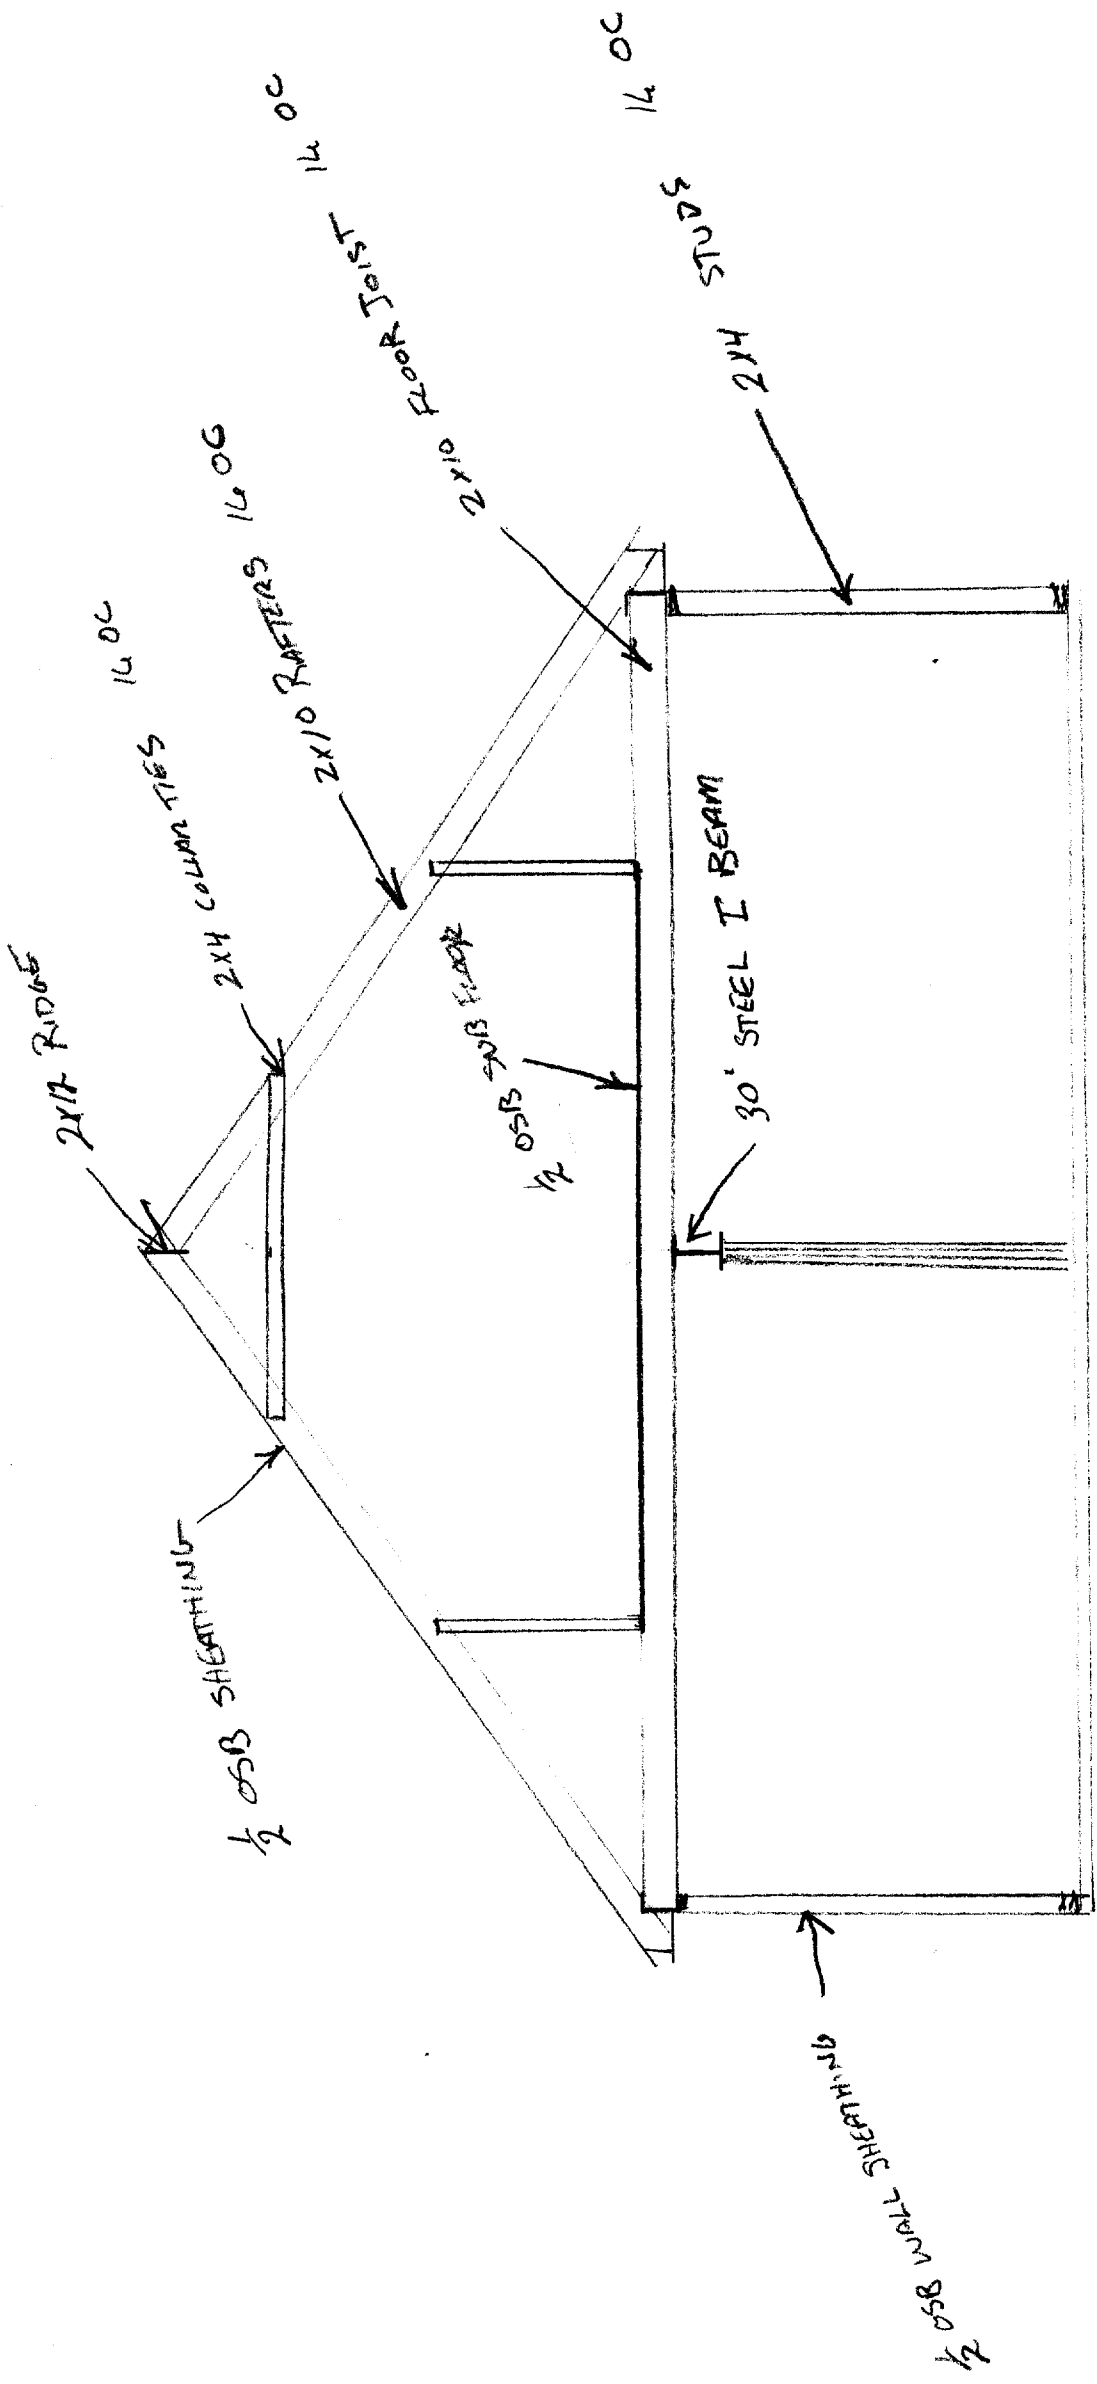 2X12 RIDGE
2X4 COLLAR TIES 16 OC
2X10 RAFTERS 16 OC
2X10 FLOOR JOIST 16 OC
2X4 STUDS 16 OC
1/2 OSB SHEATHING
1/2 OSB SUB FLOOR
30' STEEL I BEAM
1/2 OSB WALL SHEATHING